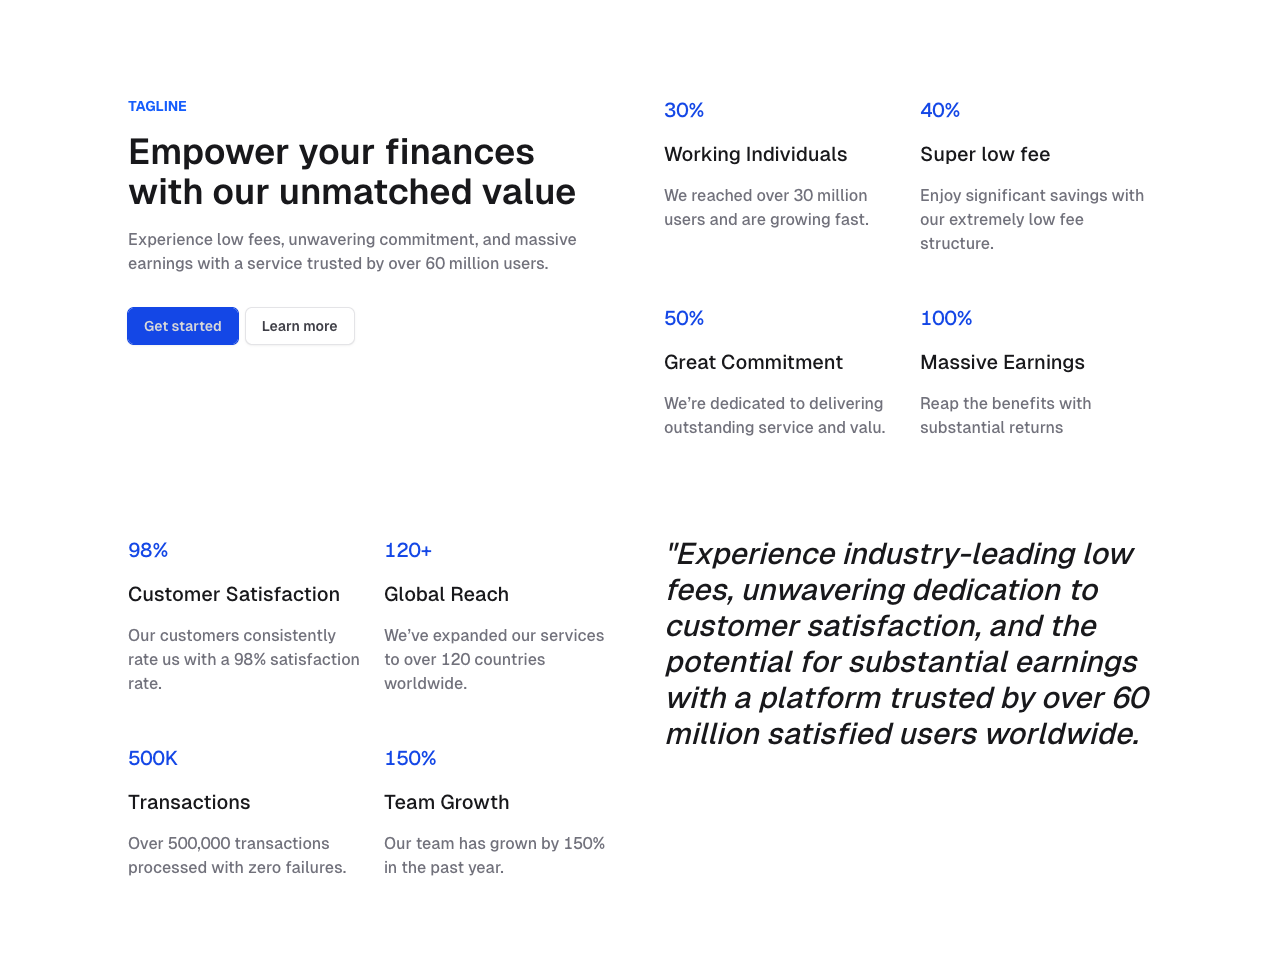 TAGLINE
Empower your finances
with our unmatched value
Experience low fees, unwavering commitment, and massive
earnings with a service trusted by over 60 million users.
Get started
Learn more
30%
Working Individuals
We reached over 30 million
users and are growing fast.
40%
Super low fee
Enjoy significant savings with
our extremely low fee
structure.
50%
Great Commitment
We’re dedicated to delivering
outstanding service and valu.
100%
Massive Earnings
Reap the benefits with
substantial returns
98%
Customer Satisfaction
Our customers consistently
rate us with a 98% satisfaction
rate.
120+
Global Reach
We’ve expanded our services
to over 120 countries
worldwide.
500K
Transactions
Over 500,000 transactions
processed with zero failures.
150%
Team Growth
Our team has grown by 150%
in the past year.
"Experience industry-leading low
fees, unwavering dedication to
customer satisfaction, and the
potential for substantial earnings
with a platform trusted by over 60
million satisfied users worldwide.